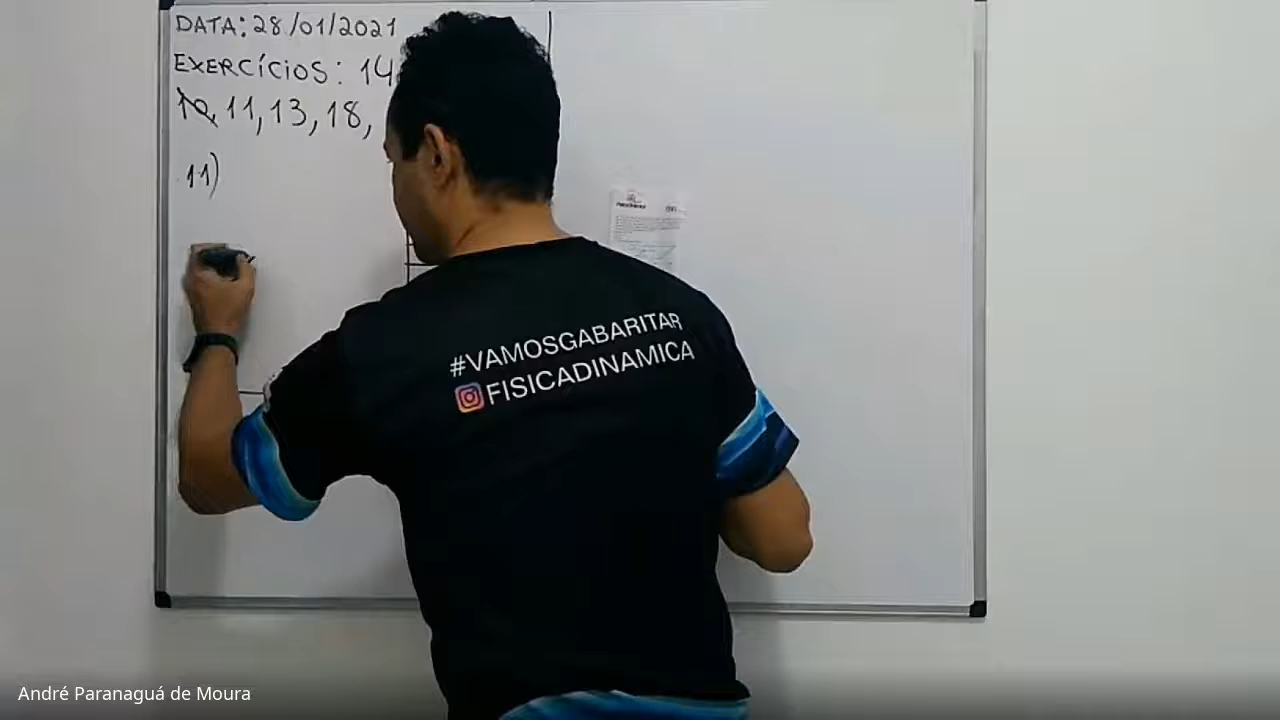 DATA: 28/01/2021
EXERCÍCIOS: 14
10, 11, 13, 18,
11)
#VAMOSGABARITAR
FISICADINAMICA
André Paranaguá de Moura